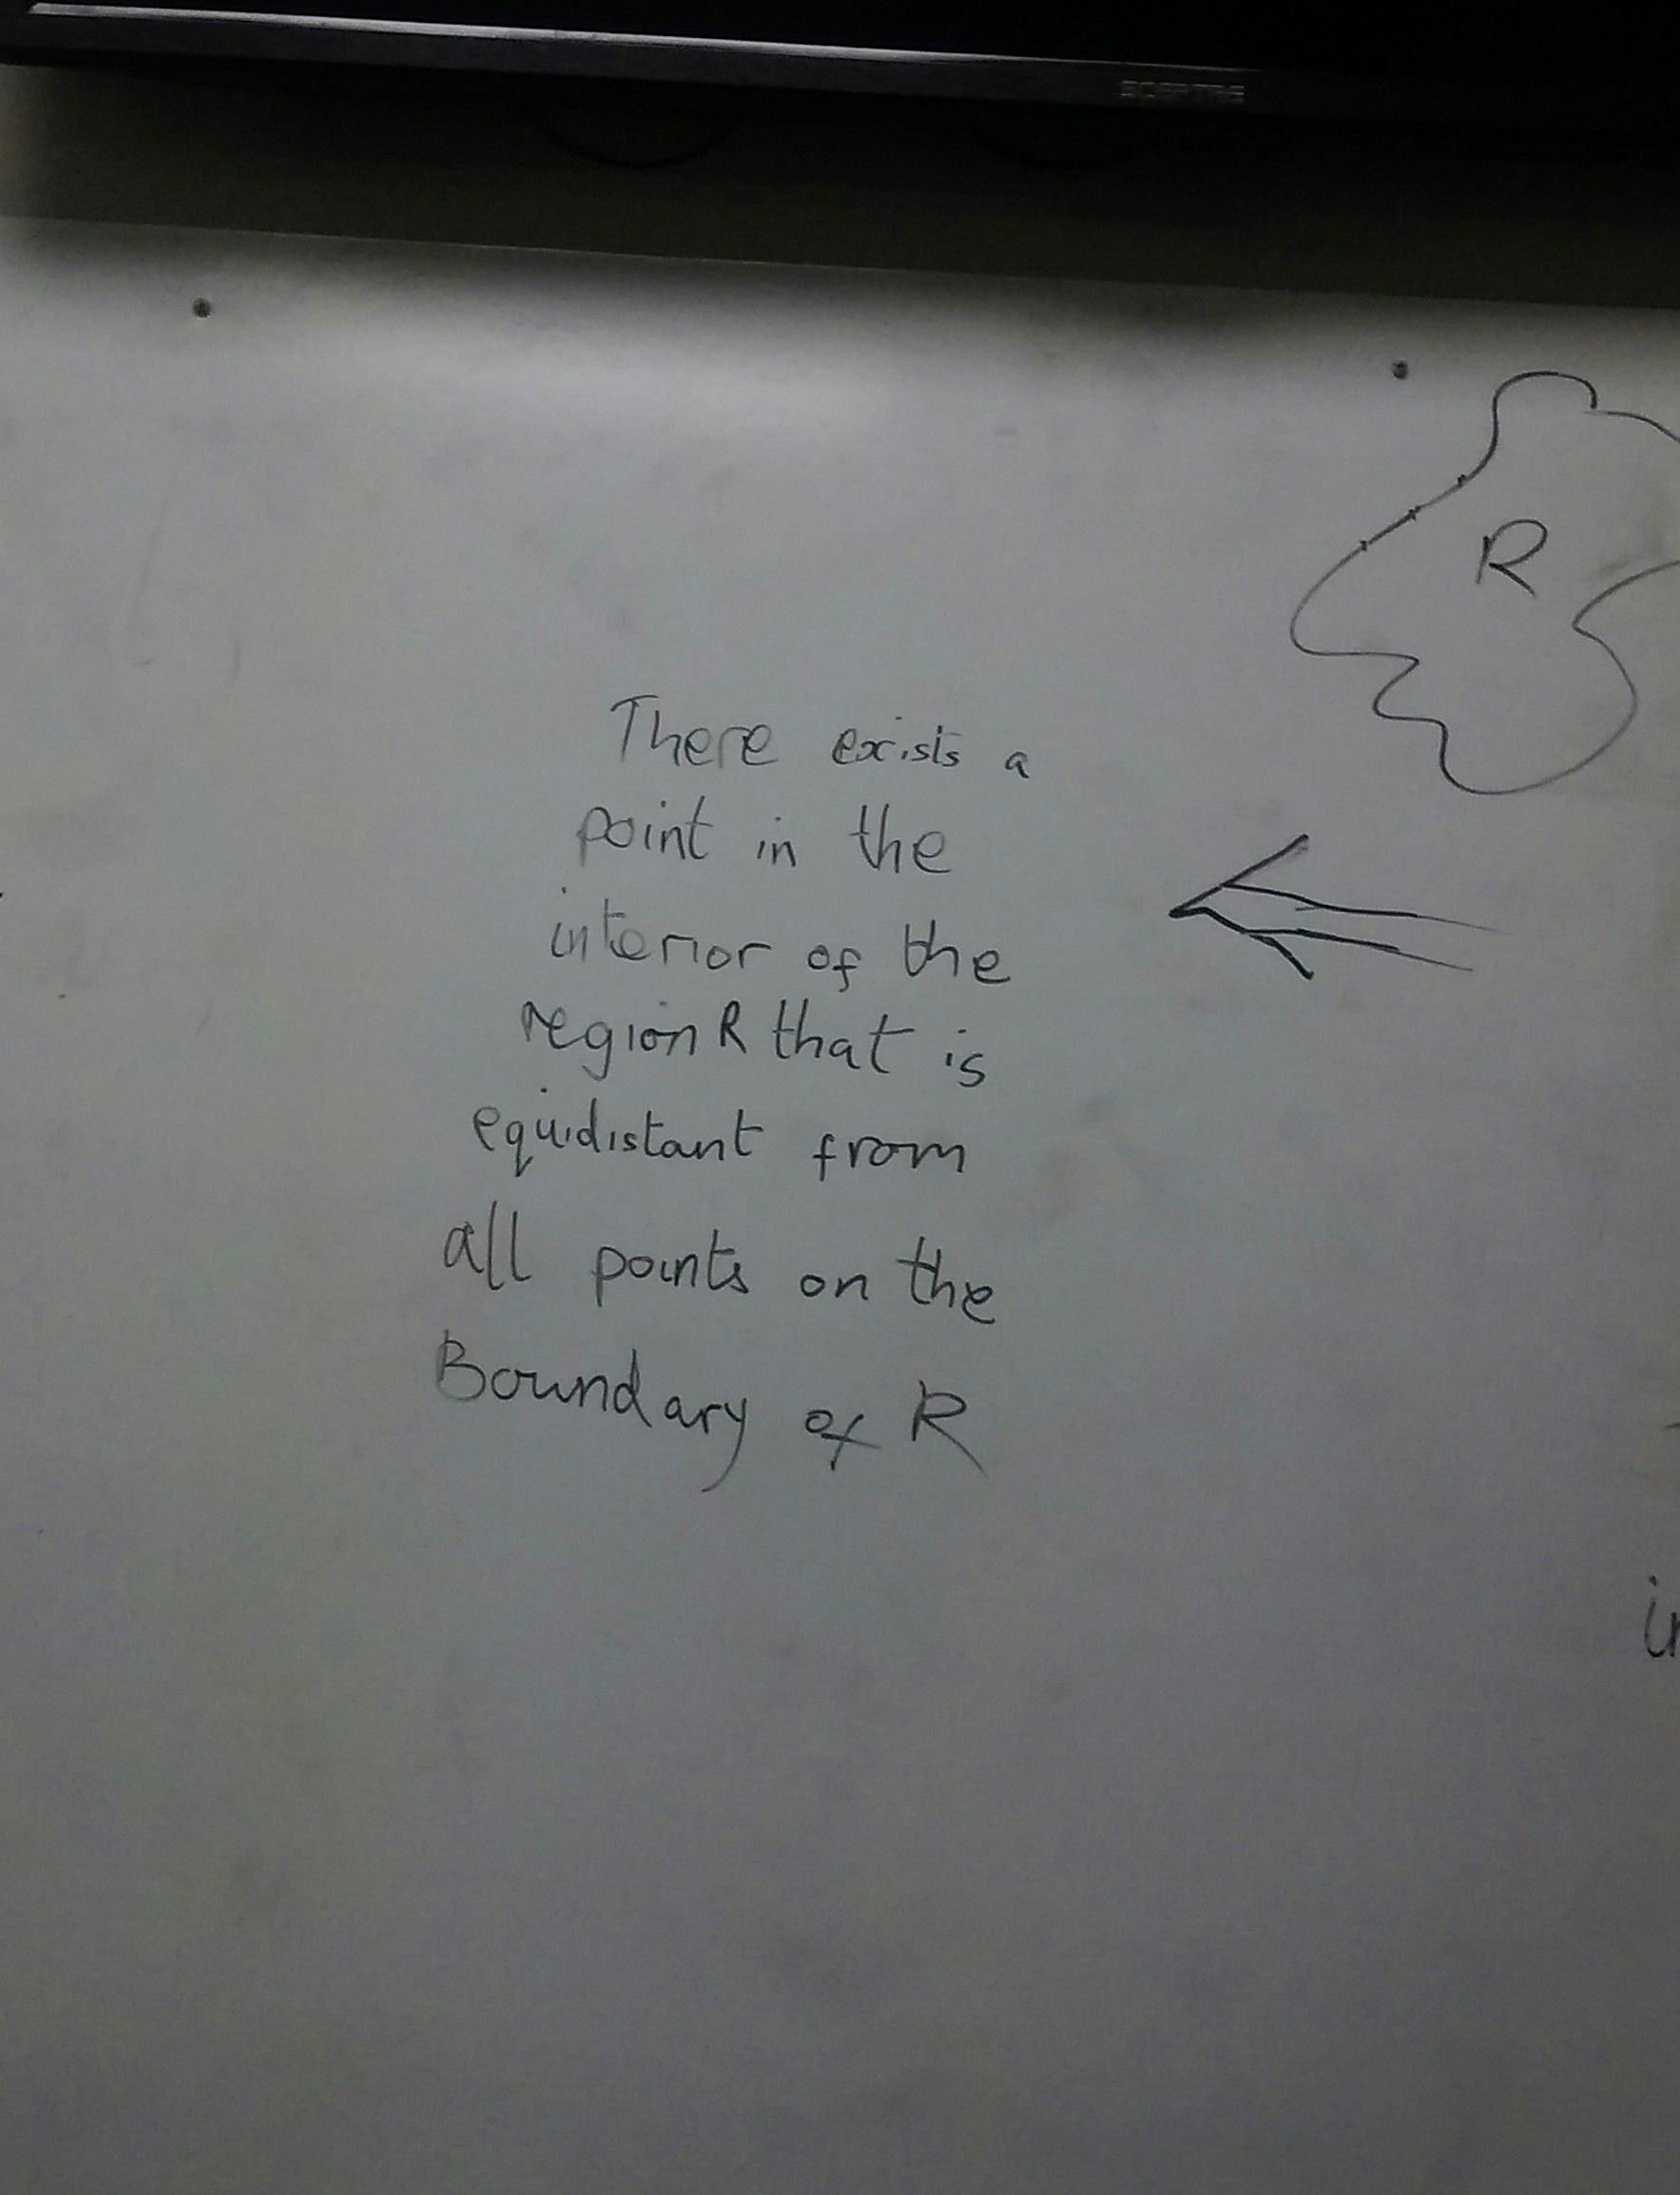 SCEPTRE
R
There exists a
point in the
interior of the
region R that is
equidistant from
all points on the
Boundary of R